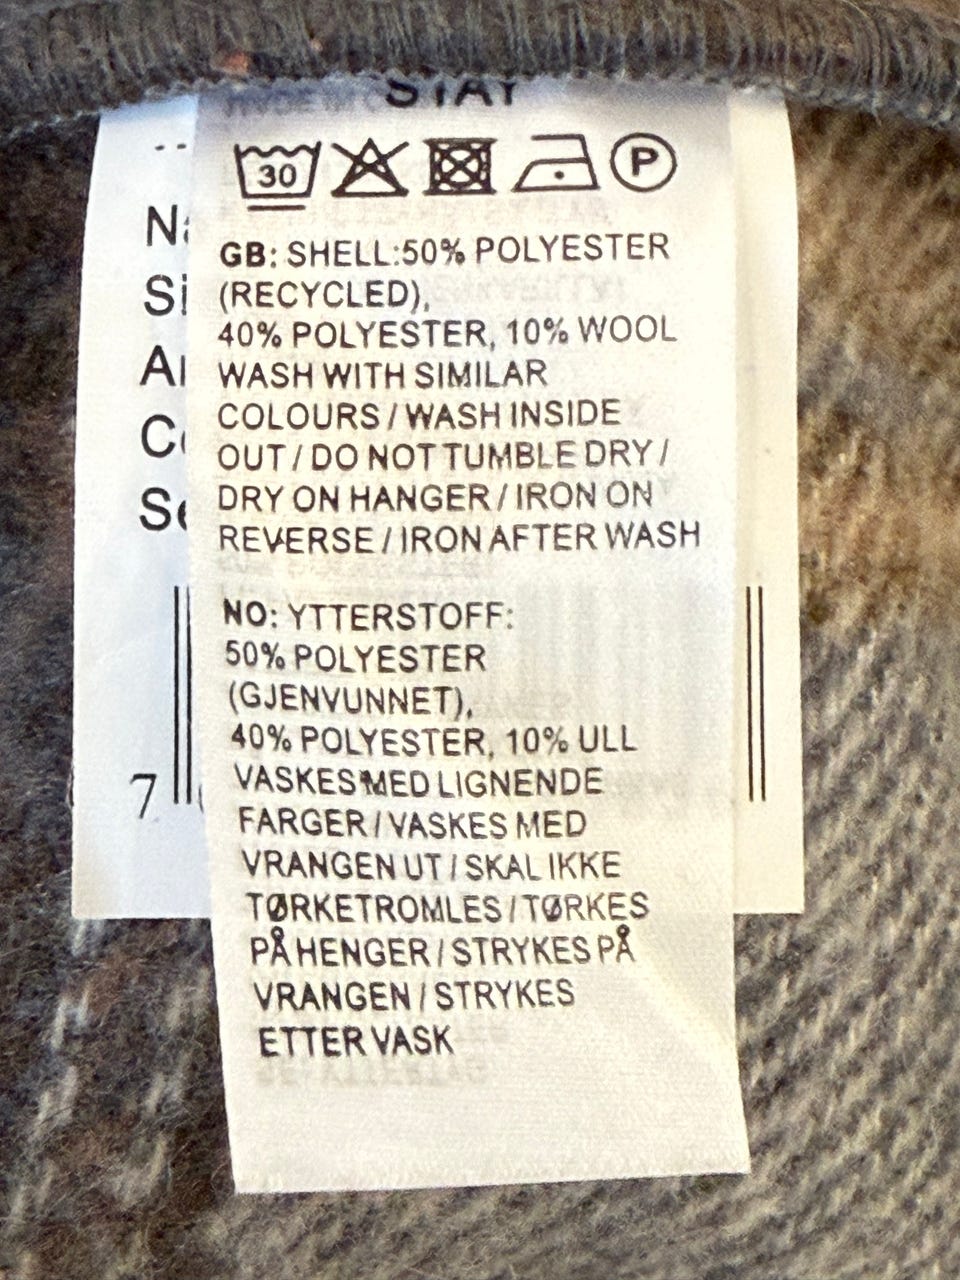 STAY
30 P
GB: SHELL:50% POLYESTER
(RECYCLED),
40% POLYESTER, 10% WOOL
WASH WITH SIMILAR
COLOURS / WASH INSIDE
OUT / DO NOT TUMBLE DRY /
DRY ON HANGER / IRON ON
REVERSE / IRON AFTER WASH
NO: YTTERSTOFF:
50% POLYESTER
(GJENVUNNET),
40% POLYESTER, 10% ULL
VASKES MED LIGNENDE
FARGER / VASKES MED
VRANGEN UT / SKAL IKKE
TØRKETROMLES / TØRKES
PÅ HENGER / STRYKES PÅ
VRANGEN / STRYKES
ETTER VASK
7